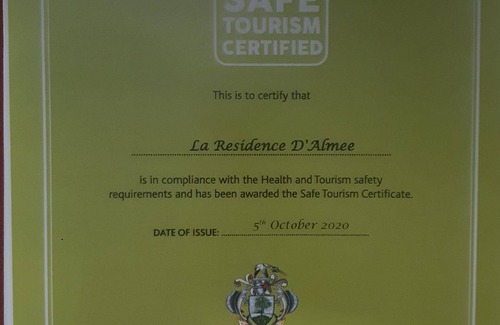 SAFE
TOURISM
CERTIFIED
This is to certify that
La Residence D'Almee
is in compliance with the Health and Tourism safety
requirements and has been awarded the Safe Tourism Certificate.
DATE OF ISSUE: 5th October 2020